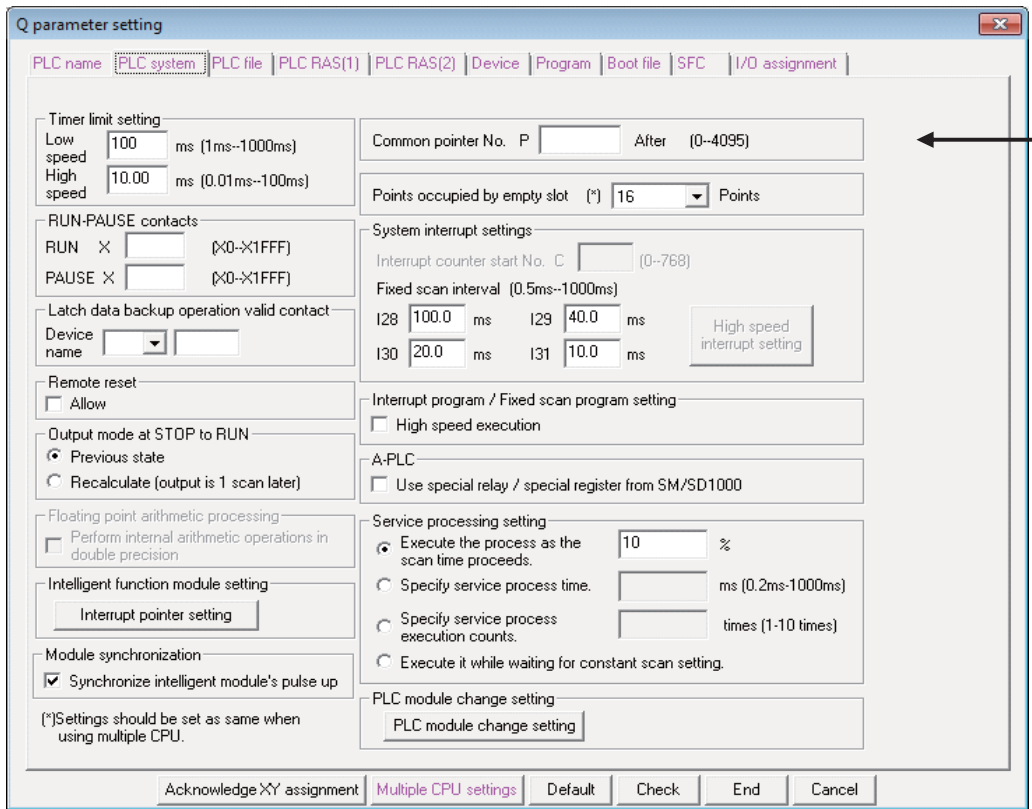 Q parameter setting
PLC name PLC system PLC file PLC RAS(1) PLC RAS(2) Device Program Boot file SFC I/O assignment
Timer limit setting
Low speed 100 ms (1ms--1000ms)
High speed 10.00 ms (0.01ms--100ms)
RUN-PAUSE contacts
RUN X (X0--X1FFF)
PAUSE X (X0--X1FFF)
Latch data backup operation valid contact
Device name
Remote reset
Allow
Output mode at STOP to RUN
Previous state
Recalculate (output is 1 scan later)
Floating point arithmetic processing
Perform internal arithmetic operations in
double precision
Intelligent function module setting
Interrupt pointer setting
Module synchronization
Synchronize intelligent module's pulse up
(*)Settings should be set as same when
using multiple CPU.
Common pointer No. P After (0--4095)
Points occupied by empty slot (*) 16 Points
System interrupt settings
Interrupt counter start No. C (0--768)
Fixed scan interval (0.5ms--1000ms)
I28 100.0 ms I29 40.0 ms
I30 20.0 ms I31 10.0 ms
High speed
interrupt setting
Interrupt program / Fixed scan program setting
High speed execution
A-PLC
Use special relay / special register from SM/SD1000
Service processing setting
Execute the process as the
scan time proceeds. 10 %
Specify service process time. ms (0.2ms-1000ms)
Specify service process
execution counts. times (1-10 times)
Execute it while waiting for constant scan setting.
PLC module change setting
PLC module change setting
Acknowledge XY assignment Multiple CPU settings Default Check End Cancel